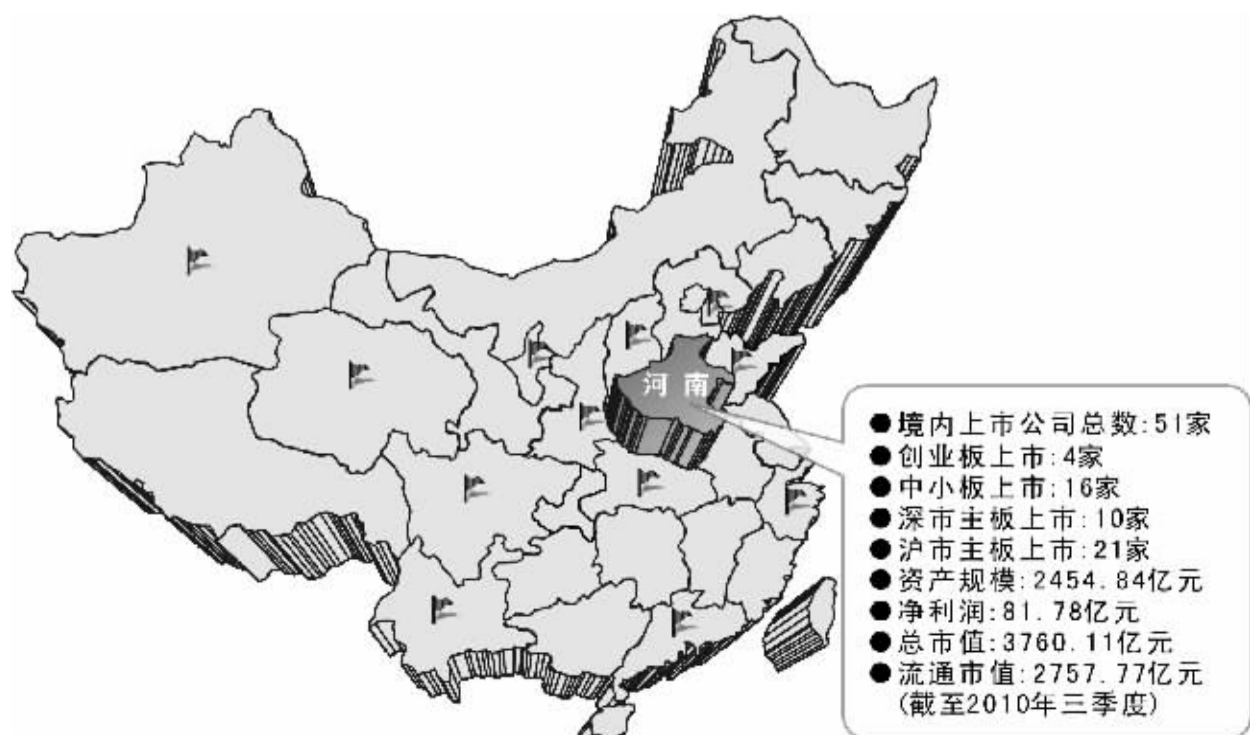 河南
●境内上市公司总数:51家
●创业板上市:4家
●中小板上市:16家
●深市主板上市:10家
●沪市主板上市:21家
●资产规模:2454.84亿元
●净利润:81.78亿元
●总市值:3760.11亿元
●流通市值:2757.77亿元
(截至2010年三季度)